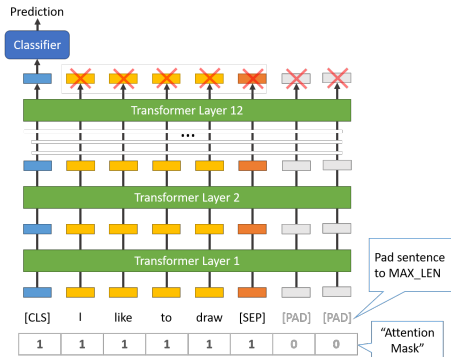 Prediction
Classifier
Transformer Layer 12
...
Transformer Layer 2
Transformer Layer 1
[CLS] I like to draw [SEP] [PAD] [PAD]
Pad sentence
to MAX_LEN
1 1 1 1 1 1 0 0
"Attention
Mask"